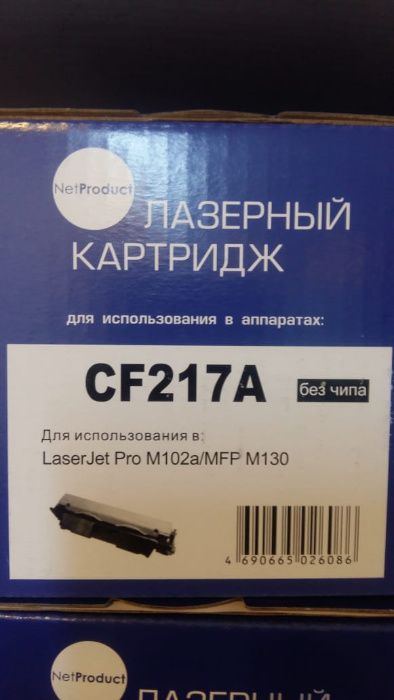 NetProduct
ЛАЗЕРНЫЙ
КАРТРИДЖ
для использования в аппаратах:
CF217A без чипа
Для использования в:
LaserJet Pro M102a/MFP M130
4 690665 026086
NetProduct
ЛАЗЕРНЫЙ